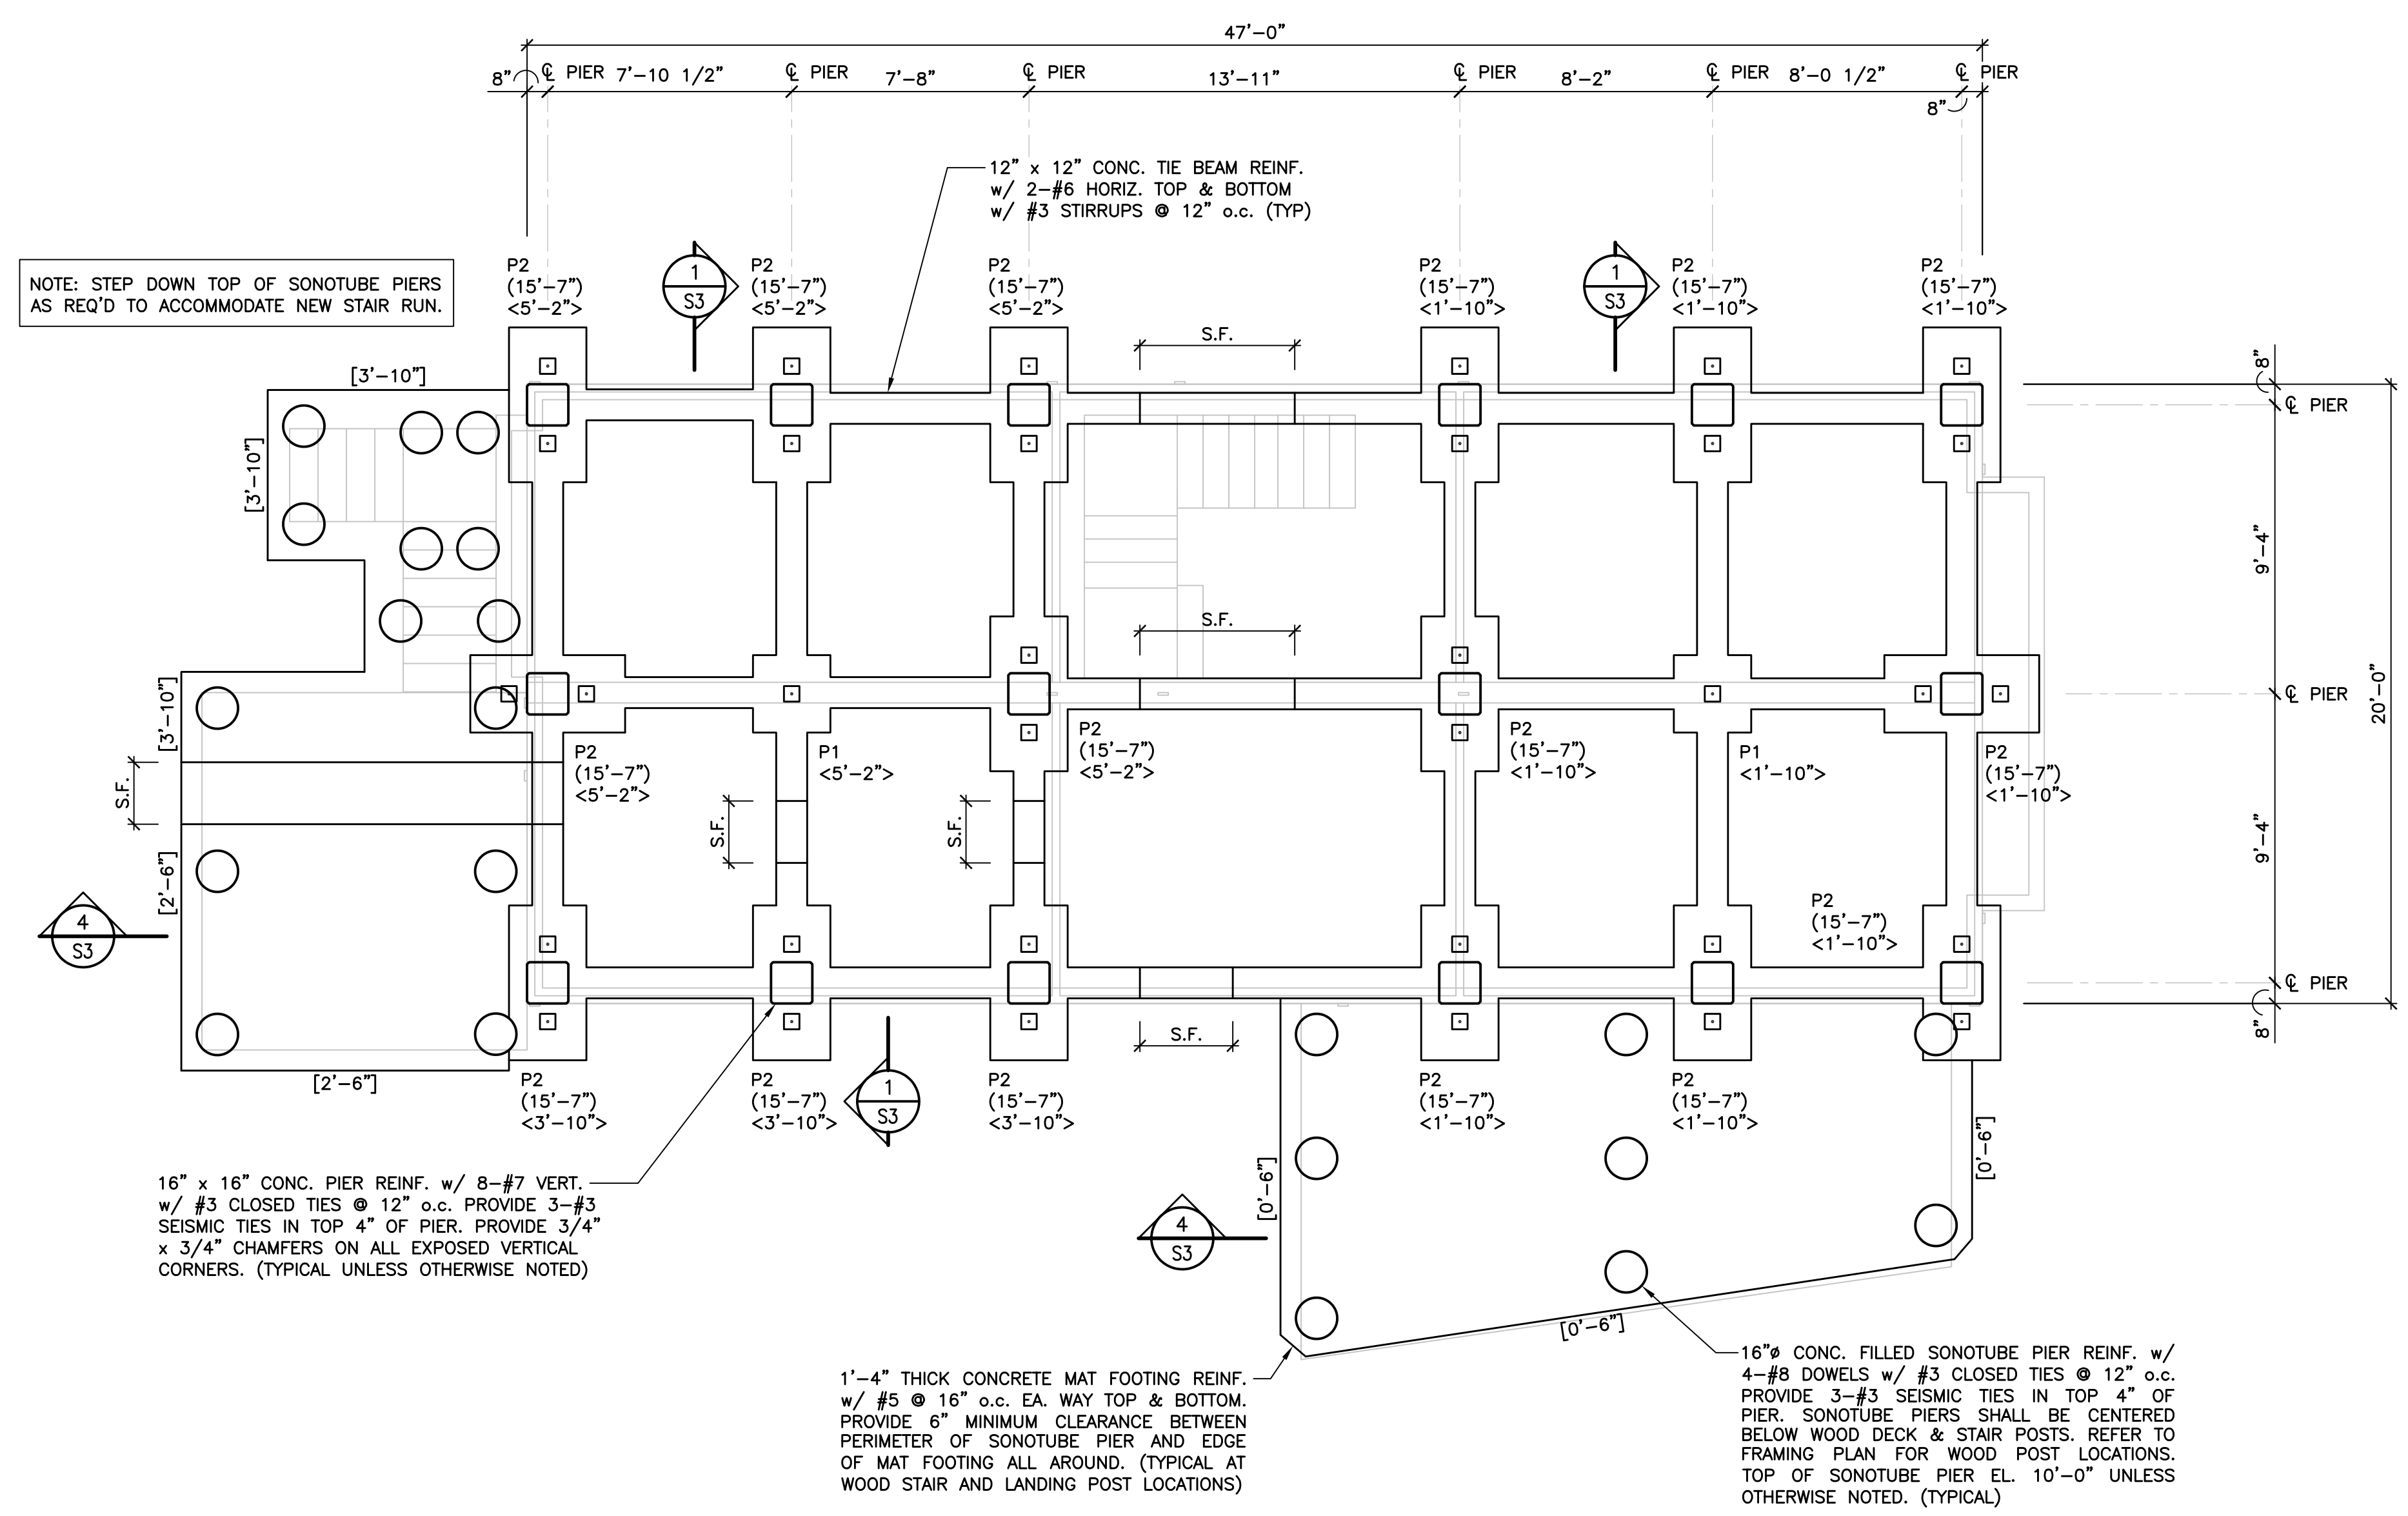 47'-0"
8"
℄ PIER
7'-10 1/2"
℄ PIER
7'-8"
℄ PIER
13'-11"
℄ PIER
8'-2"
℄ PIER
8'-0 1/2"
℄ PIER
8"
12" x 12" CONC. TIE BEAM REINF.
w/ 2-#6 HORIZ. TOP & BOTTOM
w/ #3 STIRRUPS @ 12" o.c. (TYP)
NOTE: STEP DOWN TOP OF SONOTUBE PIERS
AS REQ'D TO ACCOMMODATE NEW STAIR RUN.
P2
(15'-7")
<5'-2">
1
S3
P2
(15'-7")
<5'-2">
P2
(15'-7")
<5'-2">
P2
(15'-7")
<1'-10">
1
S3
P2
(15'-7")
<1'-10">
P2
(15'-7")
<1'-10">
S.F.
[3'-10"]
[3'-10"]
8"
℄ PIER
9'-4"
℄ PIER
20'-0"
9'-4"
℄ PIER
8"
S.F.
[3'-10"]
S.F.
[2'-6"]
P2
(15'-7")
<5'-2">
P1
<5'-2">
P2
(15'-7")
<5'-2">
P2
(15'-7")
<1'-10">
P1
<1'-10">
P2
(15'-7")
<1'-10">
S.F.
S.F.
P2
(15'-7")
<1'-10">
4
S3
[2'-6"]
S.F.
P2
(15'-7")
<3'-10">
P2
(15'-7")
<3'-10">
1
S3
P2
(15'-7")
<3'-10">
P2
(15'-7")
<1'-10">
P2
(15'-7")
<1'-10">
[0'-6"]
[0'-6"]
[0'-6"]
4
S3
16" x 16" CONC. PIER REINF. w/ 8-#7 VERT.
w/ #3 CLOSED TIES @ 12" o.c. PROVIDE 3-#3
SEISMIC TIES IN TOP 4" OF PIER. PROVIDE 3/4"
x 3/4" CHAMFERS ON ALL EXPOSED VERTICAL
CORNERS. (TYPICAL UNLESS OTHERWISE NOTED)
1'-4" THICK CONCRETE MAT FOOTING REINF.
w/ #5 @ 16" o.c. EA. WAY TOP & BOTTOM.
PROVIDE 6" MINIMUM CLEARANCE BETWEEN
PERIMETER OF SONOTUBE PIER AND EDGE
OF MAT FOOTING ALL AROUND. (TYPICAL AT
WOOD STAIR AND LANDING POST LOCATIONS)
16"ø CONC. FILLED SONOTUBE PIER REINF. w/
4-#8 DOWELS w/ #3 CLOSED TIES @ 12" o.c.
PROVIDE 3-#3 SEISMIC TIES IN TOP 4" OF
PIER. SONOTUBE PIERS SHALL BE CENTERED
BELOW WOOD DECK & STAIR POSTS. REFER TO
FRAMING PLAN FOR WOOD POST LOCATIONS.
TOP OF SONOTUBE PIER EL. 10'-0" UNLESS
OTHERWISE NOTED. (TYPICAL)